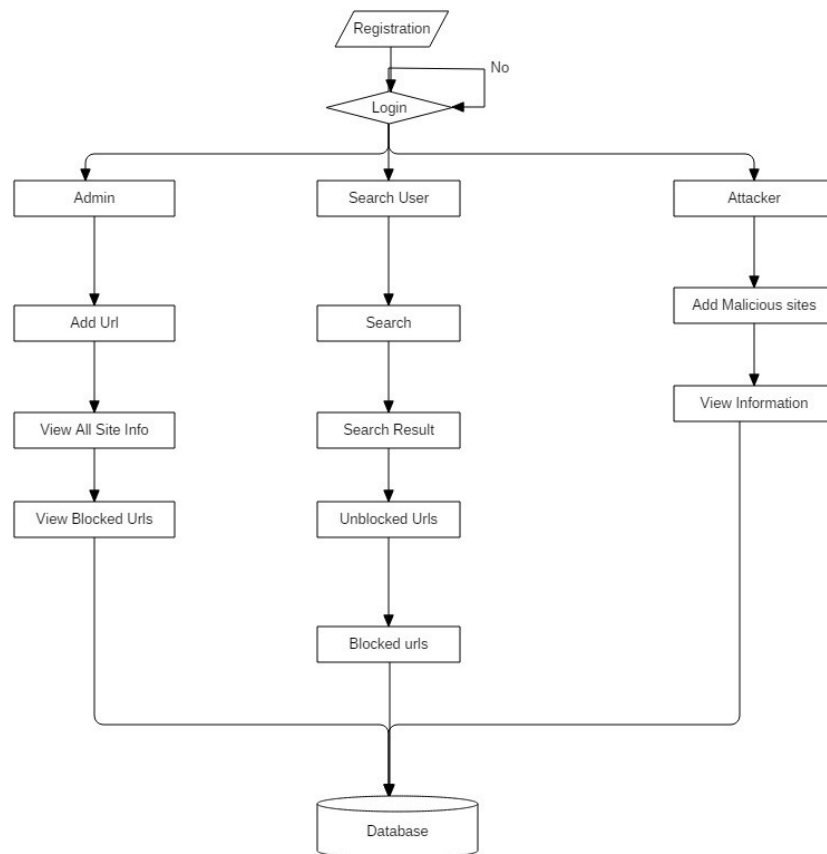 Registration
No
Login
Admin
Search User
Attacker
Add Url
Search
Add Malicious sites
View All Site Info
Search Result
View Information
View Blocked Urls
Unblocked Urls
Blocked urls
Database